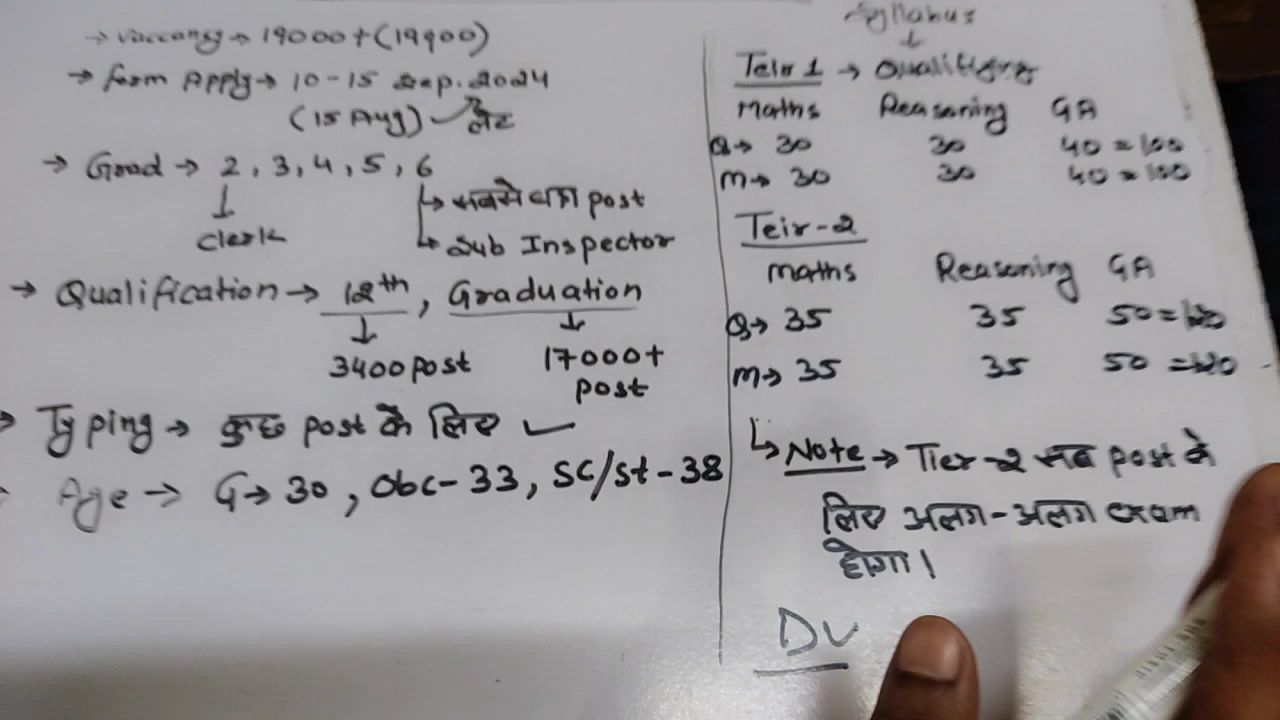 → Vaccancy → 19000+(19900)
→ form Apply → 10-15 Sep. 2024
(15 Aug) लेट
→ Grad → 2, 3, 4, 5, 6
↓
clerk
↳ सबसे बड़ा post
↳ Sub Inspector
→ Qualification → 12th, Graduation
↓ ↓
3400 post 17000+ post
→ Typing → कुछ post के लिए ✓
→ Age → G→30, Obc-33, SC/St-38
Syllabus
↓
Teir 1 → Qualifying
Maths Reasoning GA
Q→ 30 30 40 = 100
M→ 30 30 40 = 100
Teir-2
Maths Reasoning GA
Q→ 35 35 50 = 120
M→ 35 35 50 = 120
↳ Note → Tier-2 सब post के
लिए अलग-अलग exam
होगा।
DV